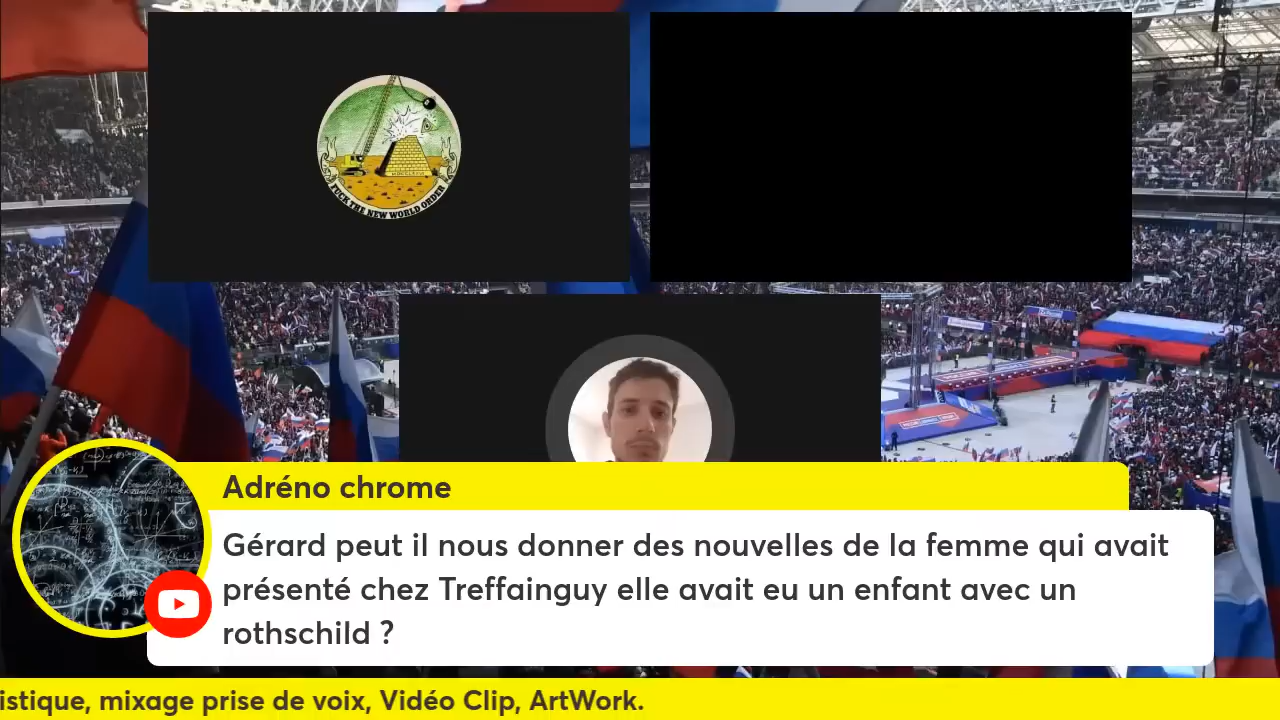 FUCK THE NEW WORLD ORDER
Adréno chrome
Gérard peut il nous donner des nouvelles de la femme qui avait
présenté chez Treffainguy elle avait eu un enfant avec un
rothschild ?
istique, mixage prise de voix, Vidéo Clip, ArtWork.